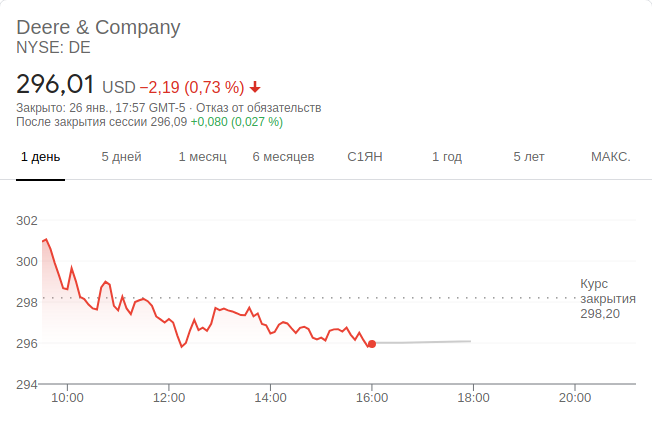 Deere & Company
NYSE: DE
296,01 USD −2,19 (0,73 %)
Закрыто: 26 янв., 17:57 GMT-5 · Отказ от обязательств
После закрытия сессии 296,09 +0,080 (0,027 %)
1 день 5 дней 1 месяц 6 месяцев С1ЯН 1 год 5 лет МАКС.
302
300
298
296
294
Курс
закрытия
298,20
10:00 12:00 14:00 16:00 18:00 20:00